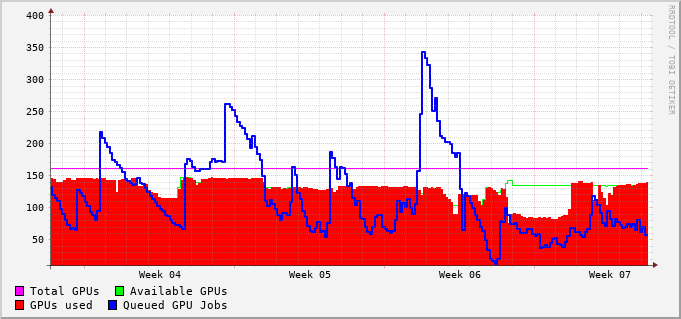 400
350
300
250
200
150
100
50
Week 04 Week 05 Week 06 Week 07
Total GPUs Available GPUs
GPUs used Queued GPU Jobs
RRDTOOL / TOBI OETIKER